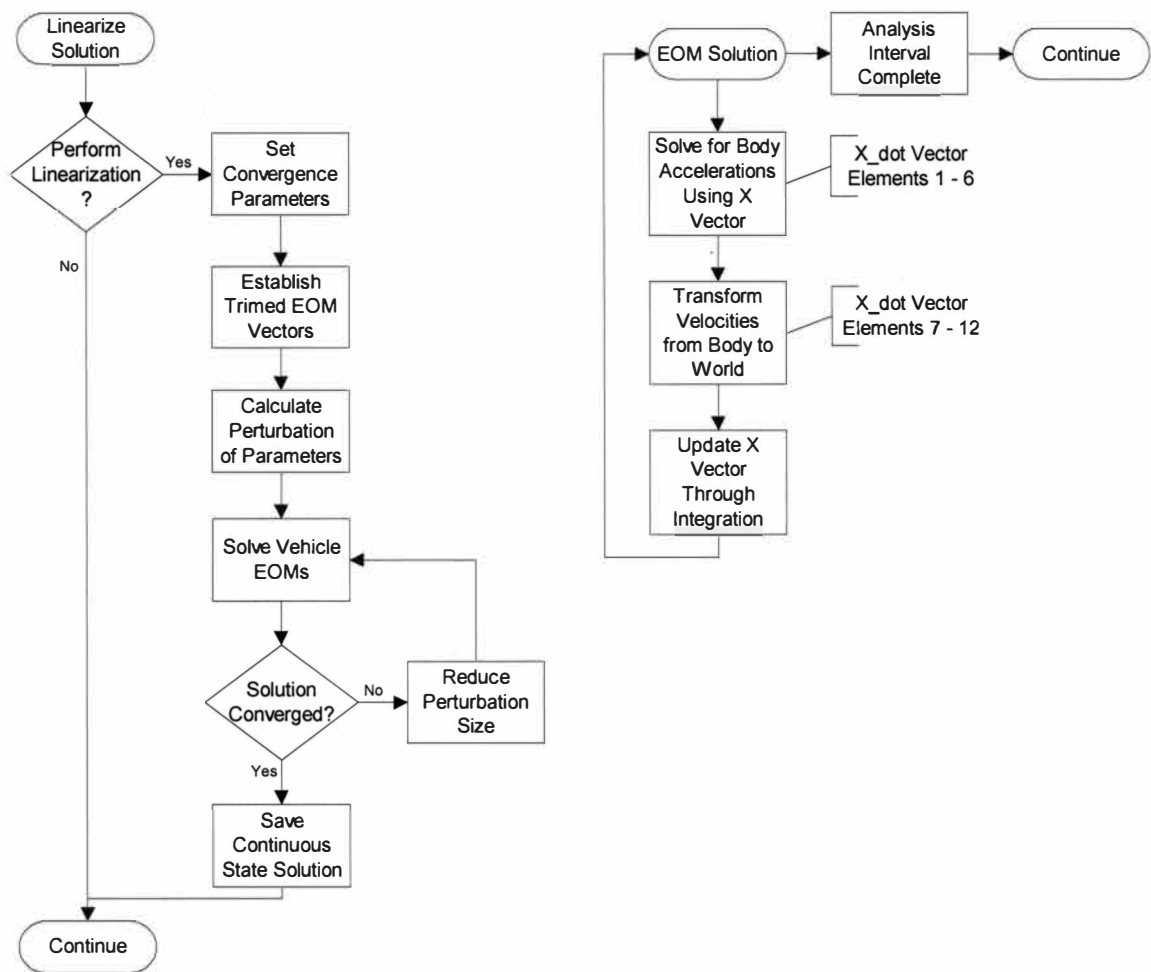 Linearize
Solution
Perform
Linearization
?
Yes
No
Set
Convergence
Parameters
Establish
Trimed EOM
Vectors
Calculate
Perturbation
of Parameters
Solve Vehicle
EOMs
Solution
Converged?
No
Reduce
Perturbation
Size
Yes
Save
Continuous
State Solution
Continue
EOM Solution
Analysis
Interval
Complete
Continue
Solve for Body
Accelerations
Using X
Vector
X_dot Vector
Elements 1 - 6
Transform
Velocities
from Body to
World
X_dot Vector
Elements 7 - 12
Update X
Vector
Through
Integration